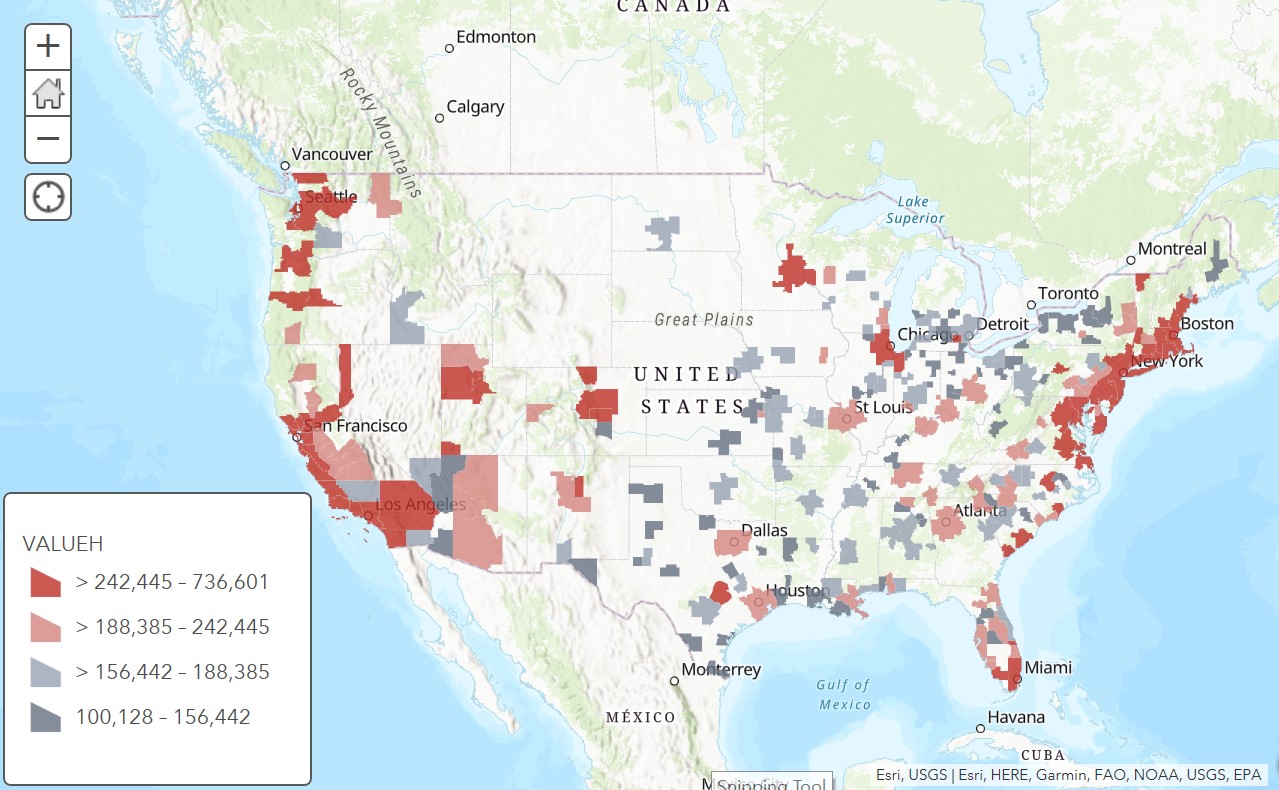 CANADA
Edmonton
Rocky Mountains
Calgary
Vancouver
Seattle
Lake
Superior
Montreal
Toronto
Great Plains
Chicago
Detroit
Boston
New York
UNITED
STATES
St Louis
San Francisco
Los Angeles
Atlanta
Dallas
Houston
Monterrey
Miami
Gulf of
Mexico
MÉXICO
Havana
CUBA
VALUEH
> 242,445 – 736,601
> 188,385 – 242,445
> 156,442 – 188,385
100,128 – 156,442
Snipping Tool
Esri, USGS | Esri, HERE, Garmin, FAO, NOAA, USGS, EPA